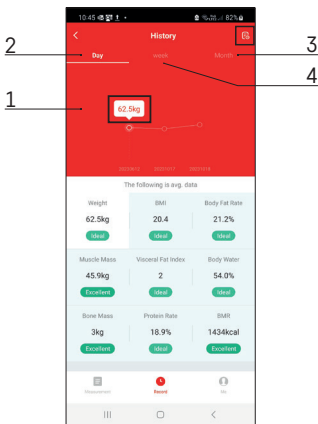 10:45 82%
History
2 Day week Month 3
4
1
62.5kg
The following is avg. data
Weight BMI Body Fat Rate
62.5kg 20.4 21.2%
Ideal Ideal Ideal
Muscle Mass Visceral Fat Index Body Water
45.9kg 2 54.0%
Excellent Ideal Ideal
Bone Mass Protein Rate BMR
3kg 18.9% 1434kcal
Excellent Ideal Excellent
Measurement Record Me